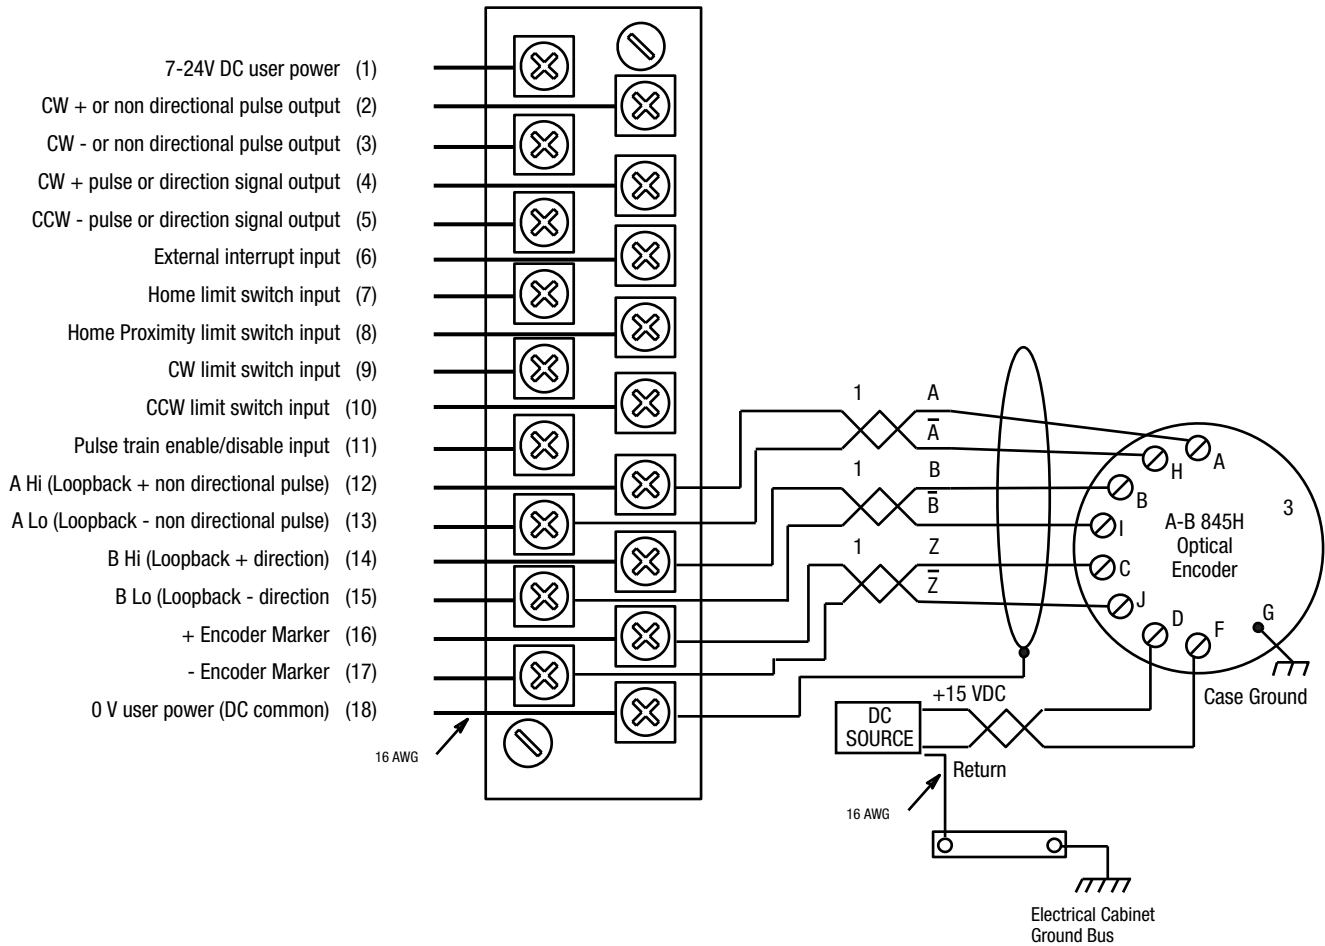 7-24V DC user power (1)
CW + or non directional pulse output (2)
CW - or non directional pulse output (3)
CW + pulse or direction signal output (4)
CCW - pulse or direction signal output (5)
External interrupt input (6)
Home limit switch input (7)
Home Proximity limit switch input (8)
CW limit switch input (9)
CCW limit switch input (10)
Pulse train enable/disable input (11)
A Hi (Loopback + non directional pulse) (12)
A Lo (Loopback - non directional pulse) (13)
B Hi (Loopback + direction) (14)
B Lo (Loopback - direction (15)
+ Encoder Marker (16)
- Encoder Marker (17)
0 V user power (DC common) (18)
16 AWG
1 A
A̅
1 B
B̅
1 Z
Z̅
A
H
B
I
C
J
D
F
G
3
A-B 845H
Optical
Encoder
Case Ground
+15 VDC
DC
SOURCE
Return
16 AWG
Electrical Cabinet
Ground Bus